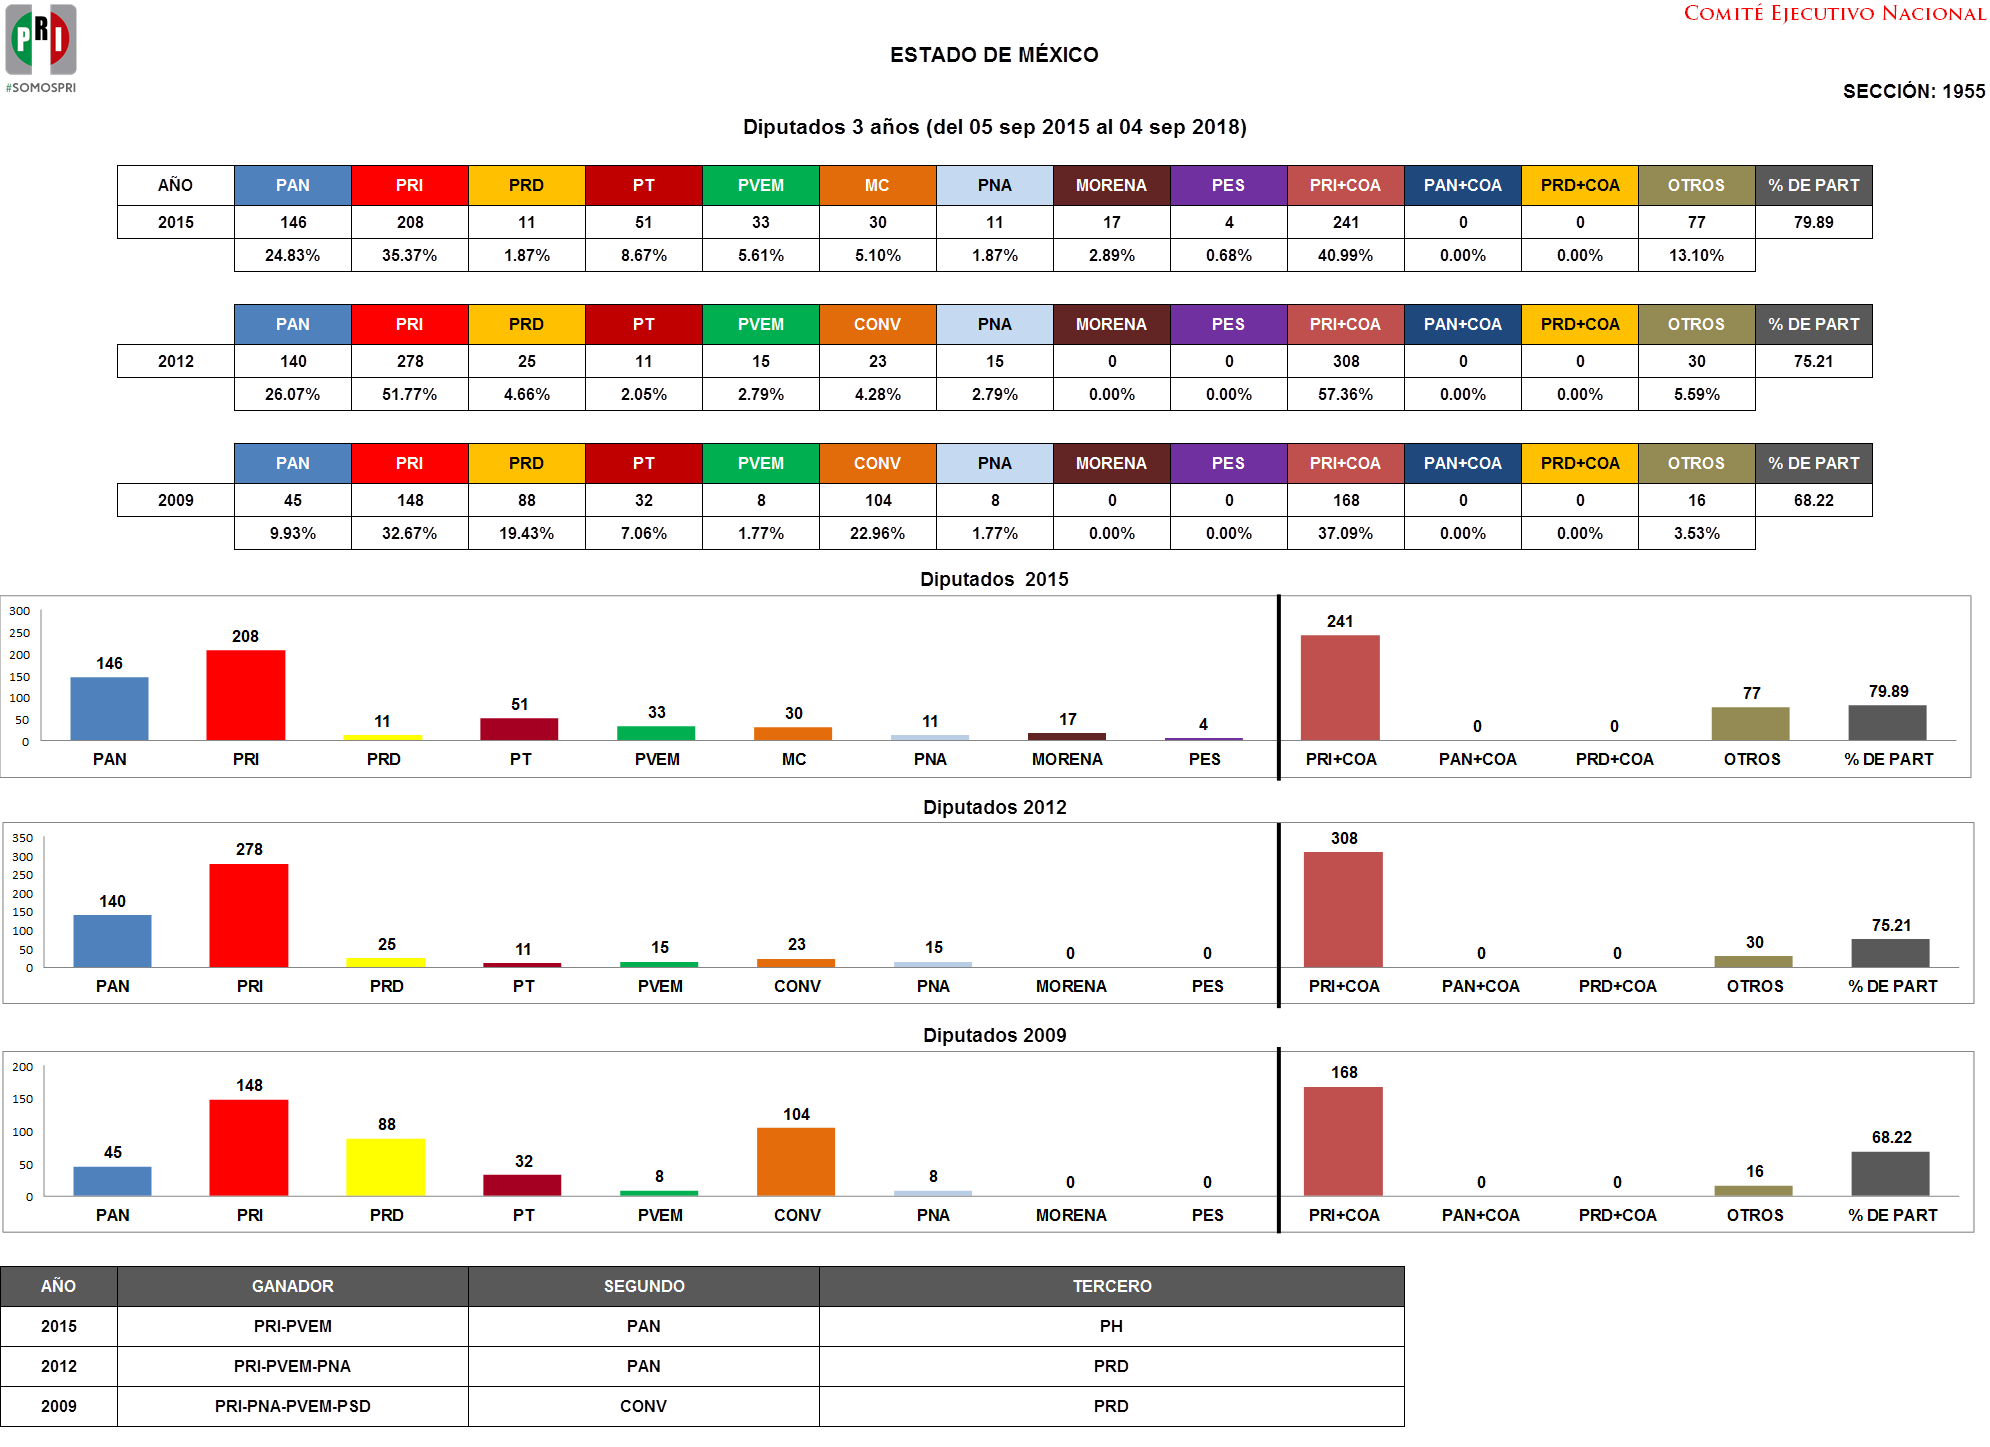 PRI
#SOMOSPRI
COMITÉ EJECUTIVO NACIONAL
ESTADO DE MÉXICO
SECCIÓN: 1955
Diputados 3 años (del 05 sep 2015 al 04 sep 2018)
AÑO PAN PRI PRD PT PVEM MC PNA MORENA PES PRI+COA PAN+COA PRD+COA OTROS % DE PART
2015 146 208 11 51 33 30 11 17 4 241 0 0 77 79.89
24.83% 35.37% 1.87% 8.67% 5.61% 5.10% 1.87% 2.89% 0.68% 40.99% 0.00% 0.00% 13.10%
PAN PRI PRD PT PVEM CONV PNA MORENA PES PRI+COA PAN+COA PRD+COA OTROS % DE PART
2012 140 278 25 11 15 23 15 0 0 308 0 0 30 75.21
26.07% 51.77% 4.66% 2.05% 2.79% 4.28% 2.79% 0.00% 0.00% 57.36% 0.00% 0.00% 5.59%
PAN PRI PRD PT PVEM CONV PNA MORENA PES PRI+COA PAN+COA PRD+COA OTROS % DE PART
2009 45 148 88 32 8 104 8 0 0 168 0 0 16 68.22
9.93% 32.67% 19.43% 7.06% 1.77% 22.96% 1.77% 0.00% 0.00% 37.09% 0.00% 0.00% 3.53%
Diputados 2015
300
250
200
150
100
50
0
146 208 11 51 33 30 11 17 4 241 0 0 77 79.89
PAN PRI PRD PT PVEM MC PNA MORENA PES PRI+COA PAN+COA PRD+COA OTROS % DE PART
Diputados 2012
350
300
250
200
150
100
50
0
140 278 25 11 15 23 15 0 0 308 0 0 30 75.21
PAN PRI PRD PT PVEM CONV PNA MORENA PES PRI+COA PAN+COA PRD+COA OTROS % DE PART
Diputados 2009
200
150
100
50
0
45 148 88 32 8 104 8 0 0 168 0 0 16 68.22
PAN PRI PRD PT PVEM CONV PNA MORENA PES PRI+COA PAN+COA PRD+COA OTROS % DE PART
AÑO GANADOR SEGUNDO TERCERO
2015 PRI-PVEM PAN PH
2012 PRI-PVEM-PNA PAN PRD
2009 PRI-PNA-PVEM-PSD CONV PRD